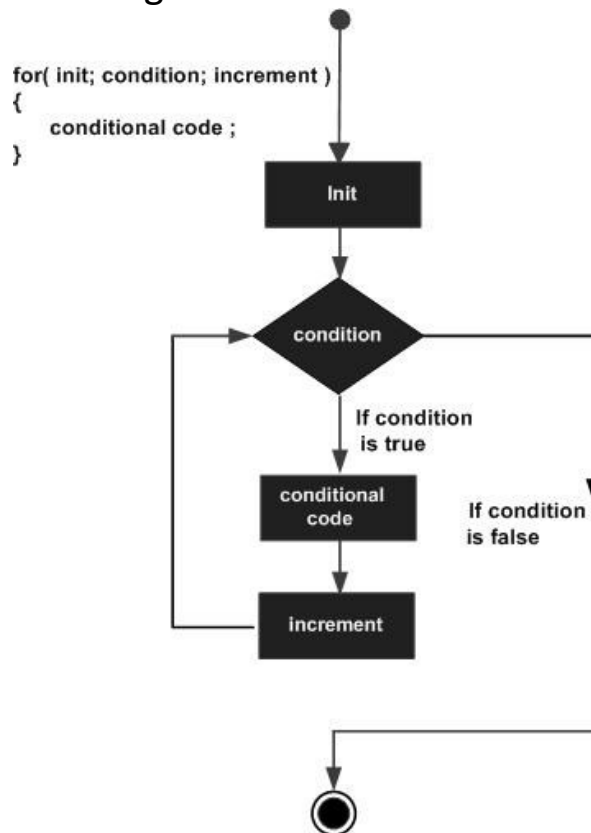 for( init; condition; increment )
{
conditional code ;
}
Init
condition
If condition
is true
conditional
code
If condition
is false
increment